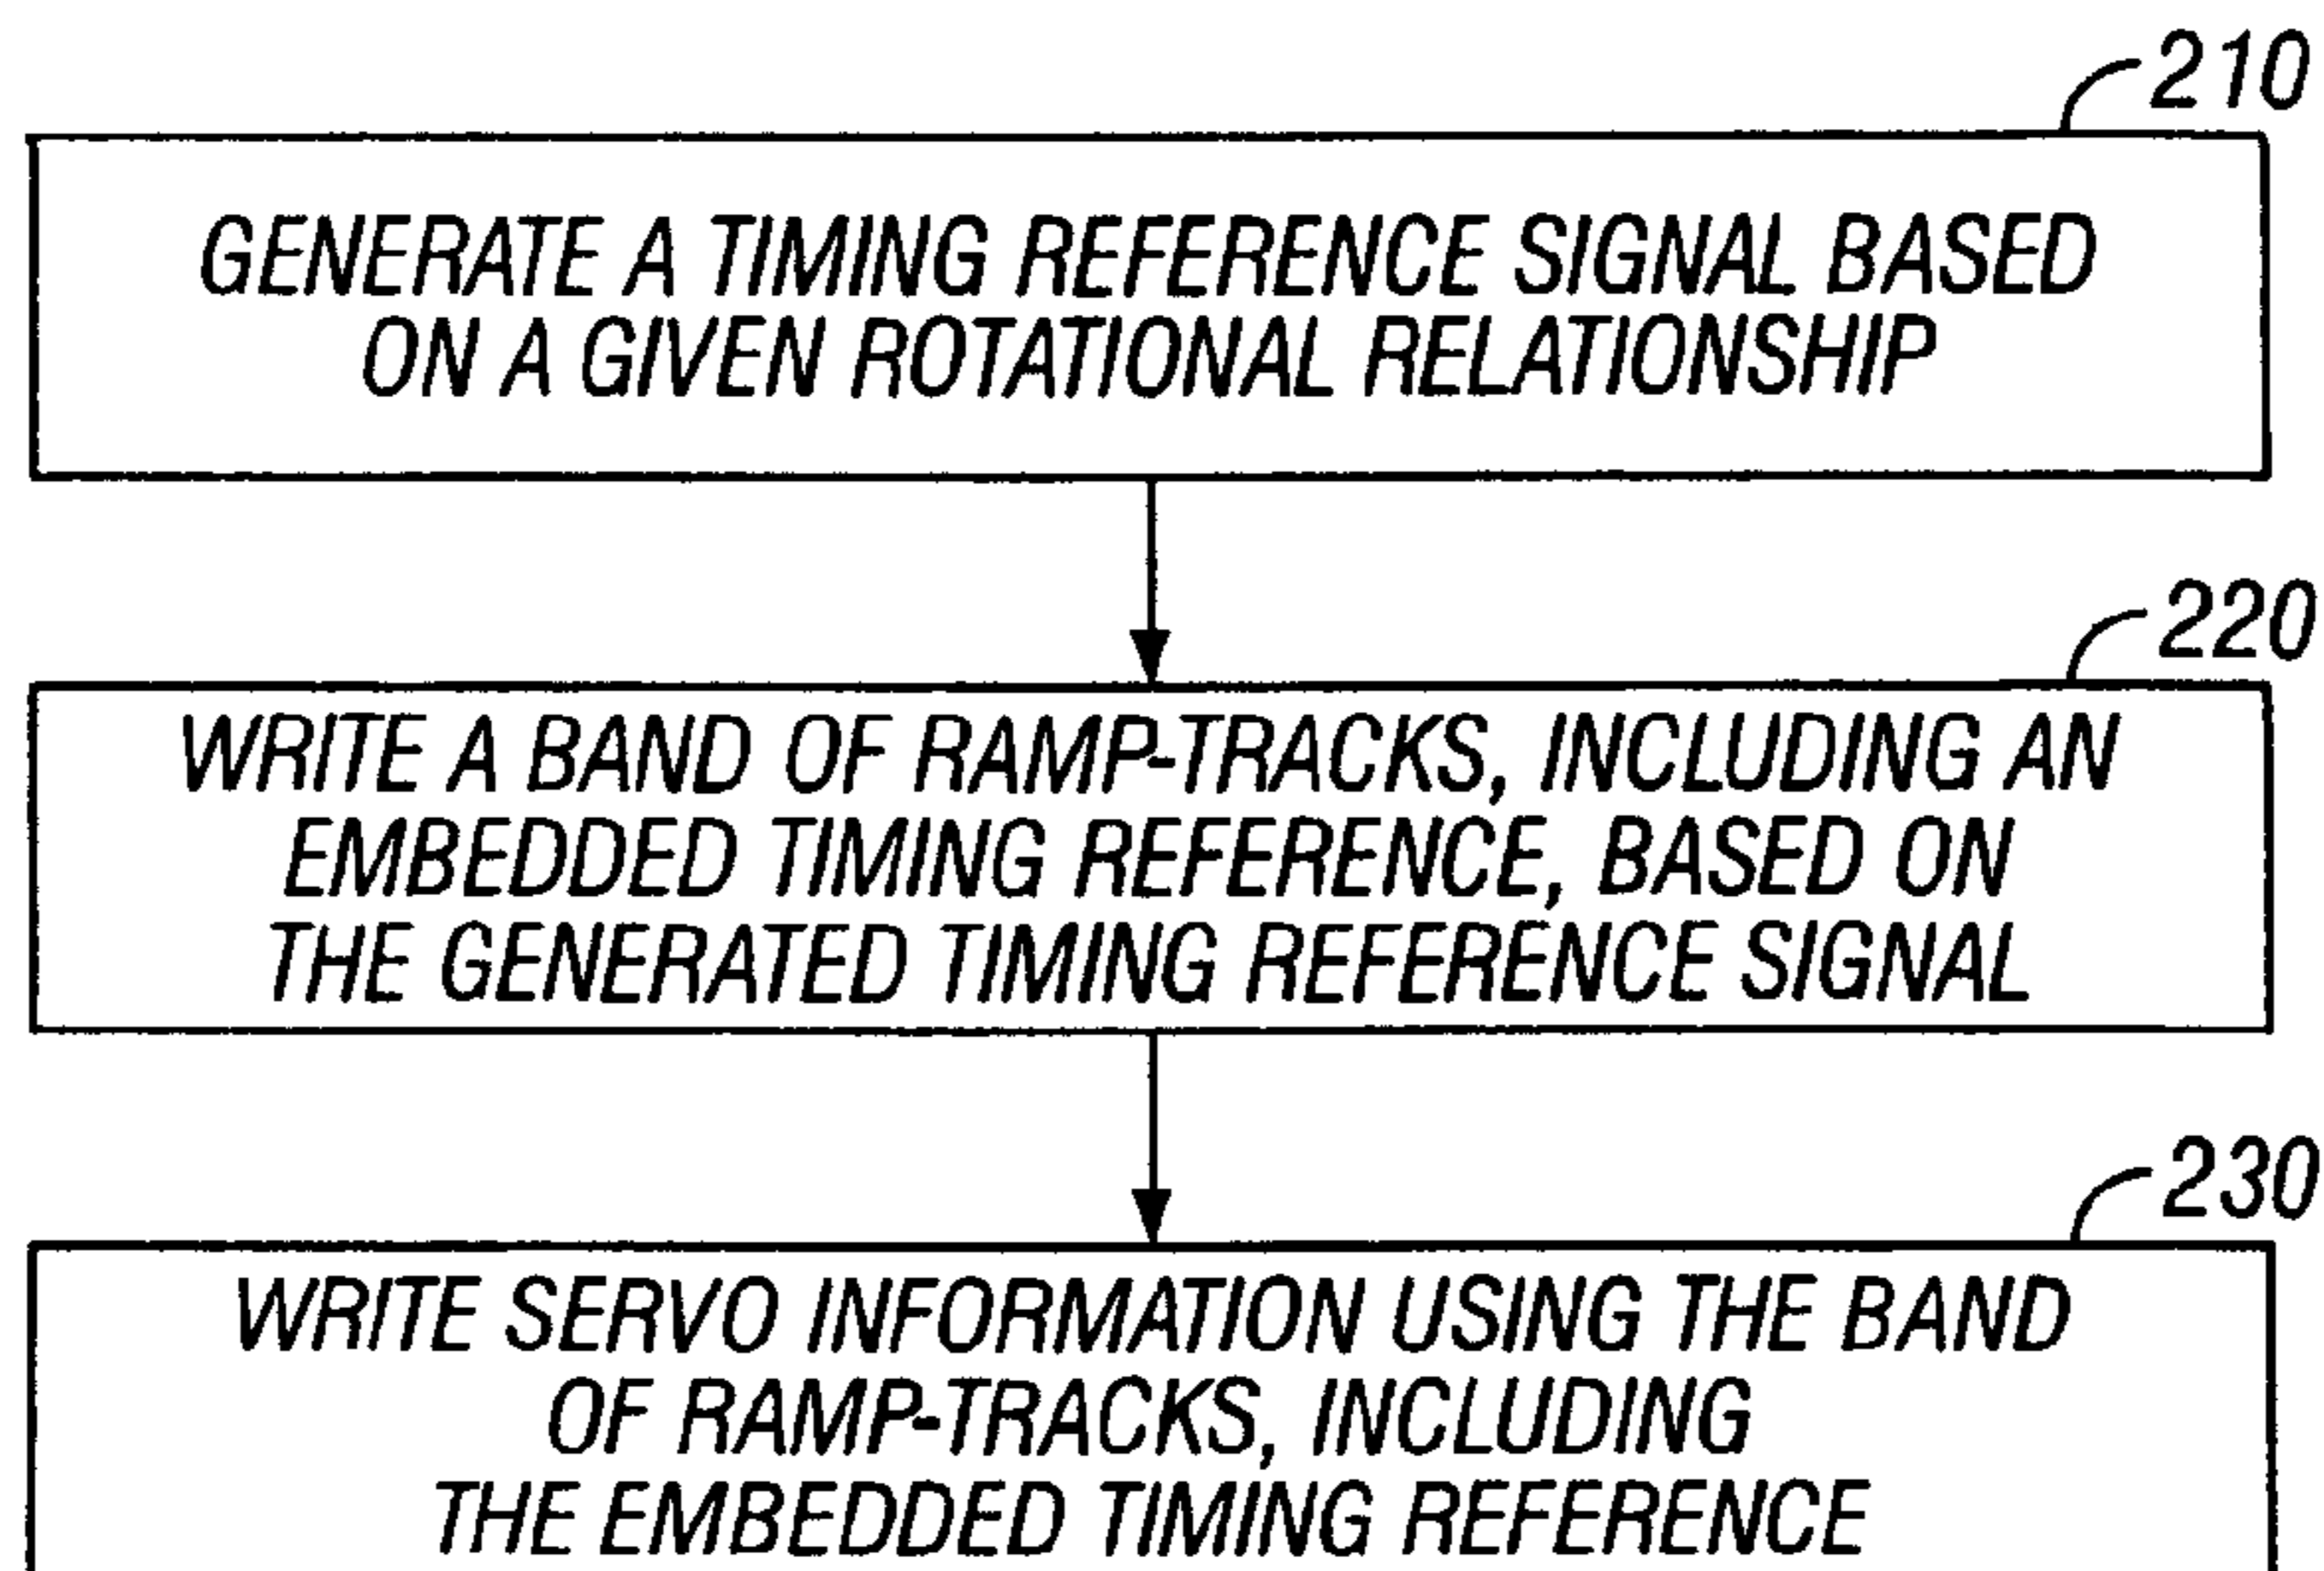 210
GENERATE A TIMING REFERENCE SIGNAL BASED
ON A GIVEN ROTATIONAL RELATIONSHIP
220
WRITE A BAND OF RAMP-TRACKS, INCLUDING AN
EMBEDDED TIMING REFERENCE, BASED ON
THE GENERATED TIMING REFERENCE SIGNAL
230
WRITE SERVO INFORMATION USING THE BAND
OF RAMP-TRACKS, INCLUDING
THE EMBEDDED TIMING REFERENCE